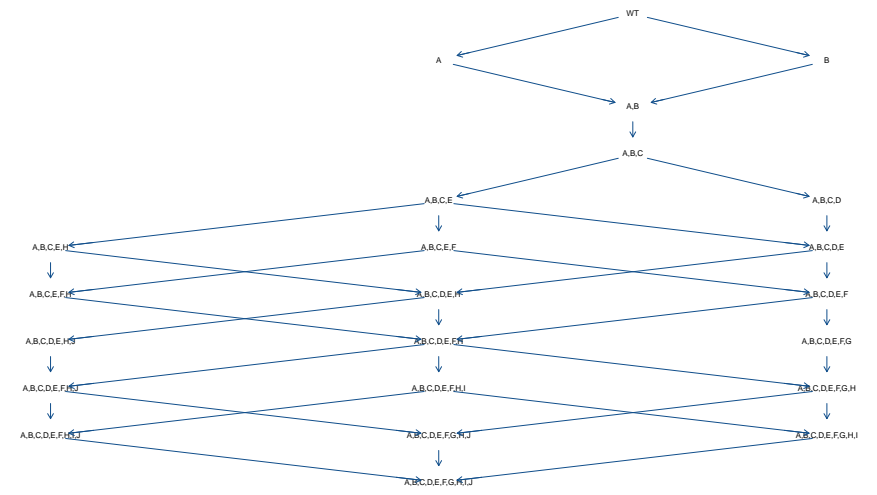 WT
A
B
A,B
A,B,C
A,B,C,E
A,B,C,D
A,B,C,E,H
A,B,C,E,F
A,B,C,D,E
A,B,C,E,F,H
A,B,C,D,E,H
A,B,C,D,E,F
A,B,C,D,E,H,J
A,B,C,D,E,F,H
A,B,C,D,E,F,G
A,B,C,D,E,F,H,J
A,B,C,D,E,F,H,I
A,B,C,D,E,F,G,H
A,B,C,D,E,F,H,I,J
A,B,C,D,E,F,G,H,J
A,B,C,D,E,F,G,H,I
A,B,C,D,E,F,G,H,I,J